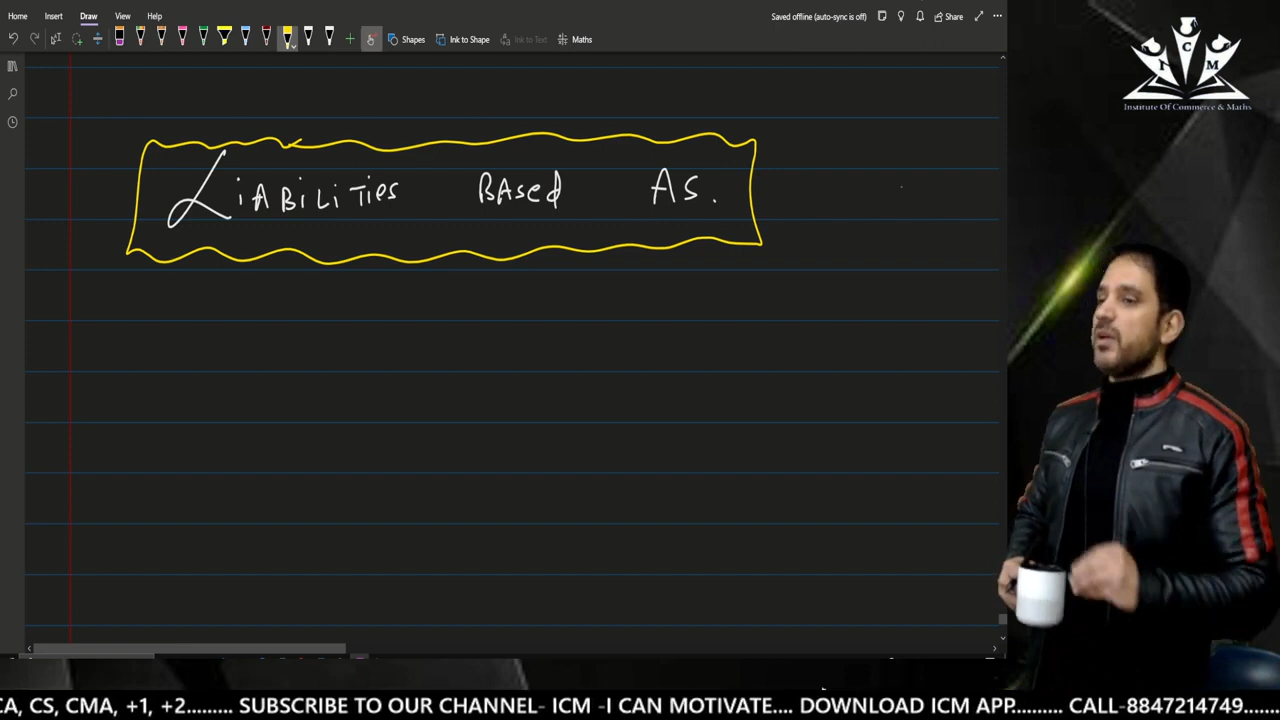 Home Insert Draw View Help
Saved offline (auto-sync is off) Share
Shapes Ink to Shape Ink to Text Maths
LiABiLiTies BAsed AS.
I C M
Institute Of Commerce & Maths
CA, CS, CMA, +1, +2......... SUBSCRIBE TO OUR CHANNEL- ICM -I CAN MOTIVATE.... DOWNLOAD ICM APP......... CALL-8847214749........